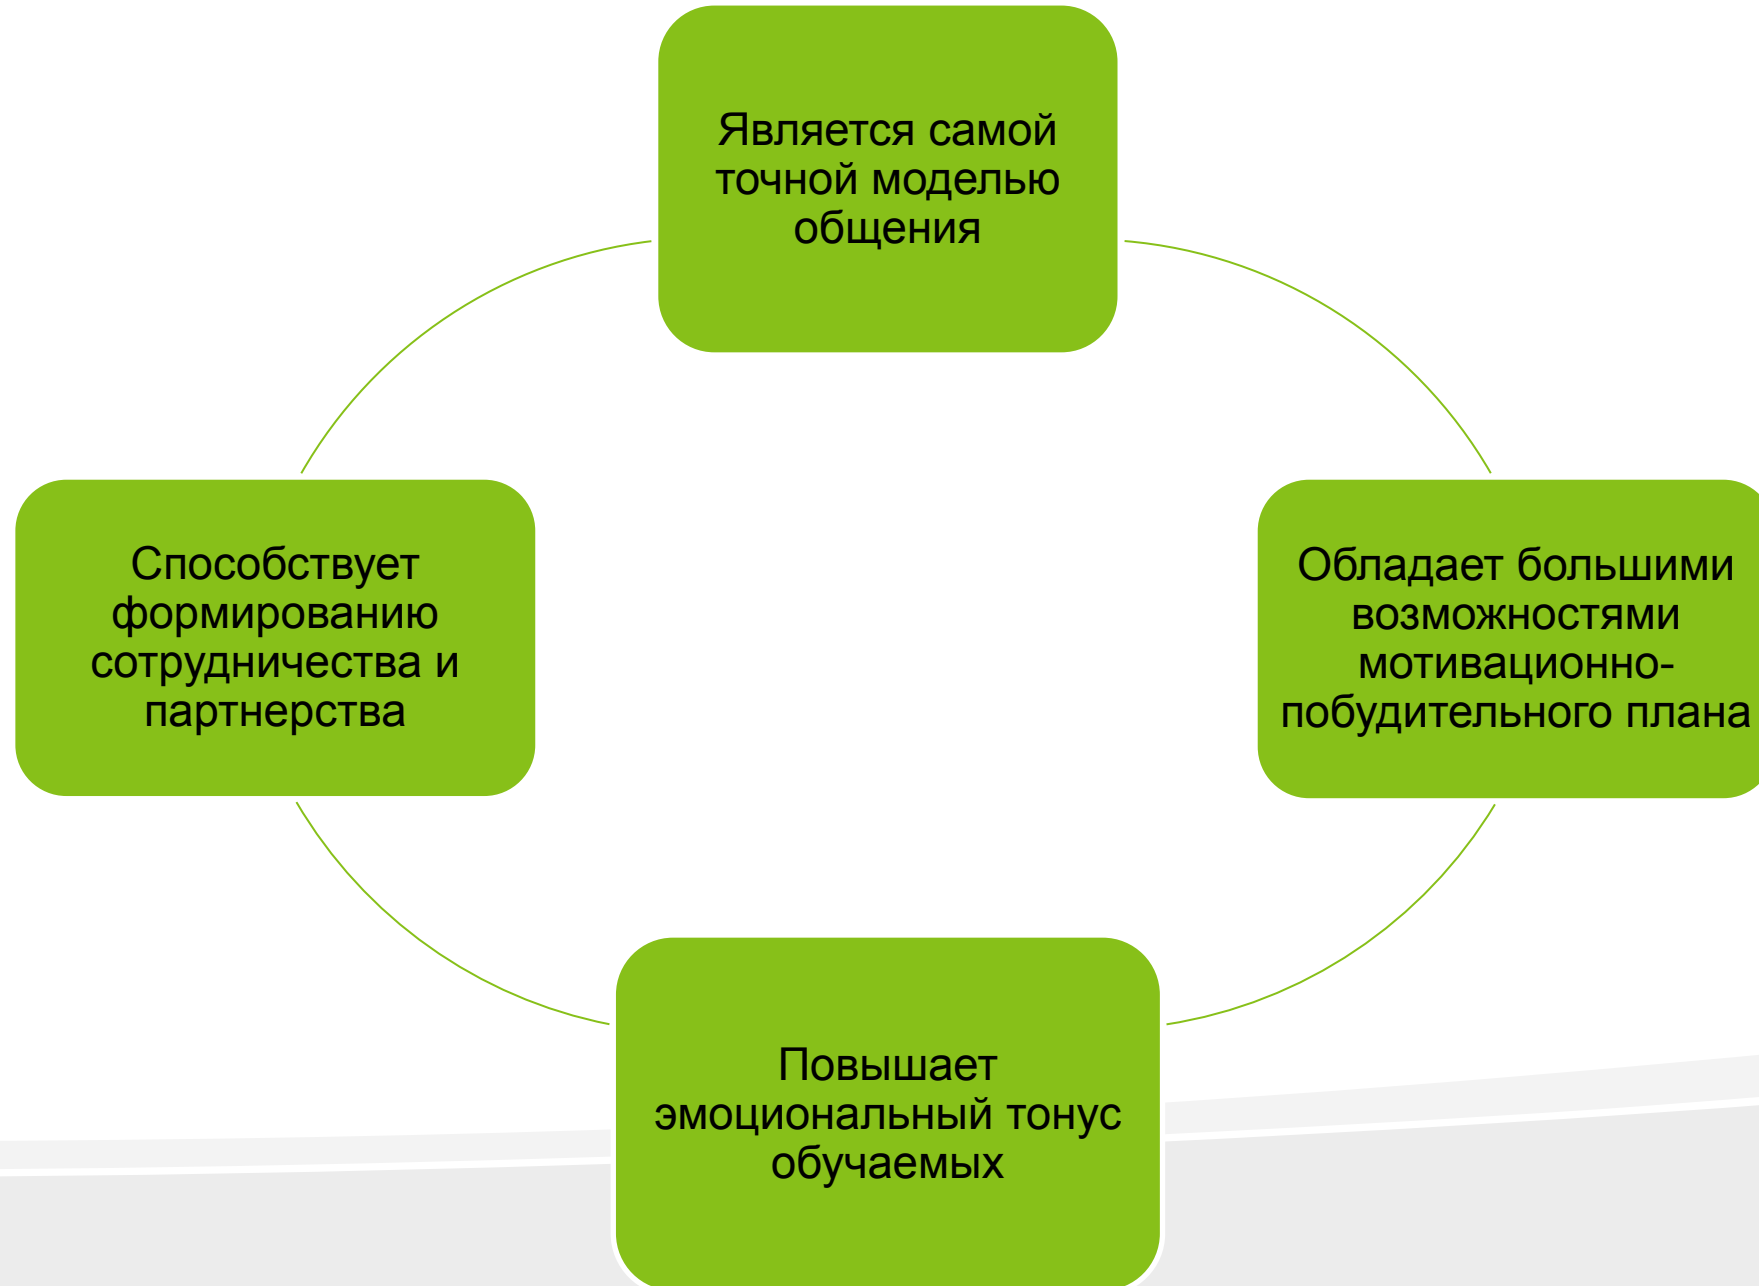 Является самой
точной моделью
общения
Обладает большими
возможностями
мотивационно-
побудительного плана
Повышает
эмоциональный тонус
обучаемых
Способствует
формированию
сотрудничества и
партнерства